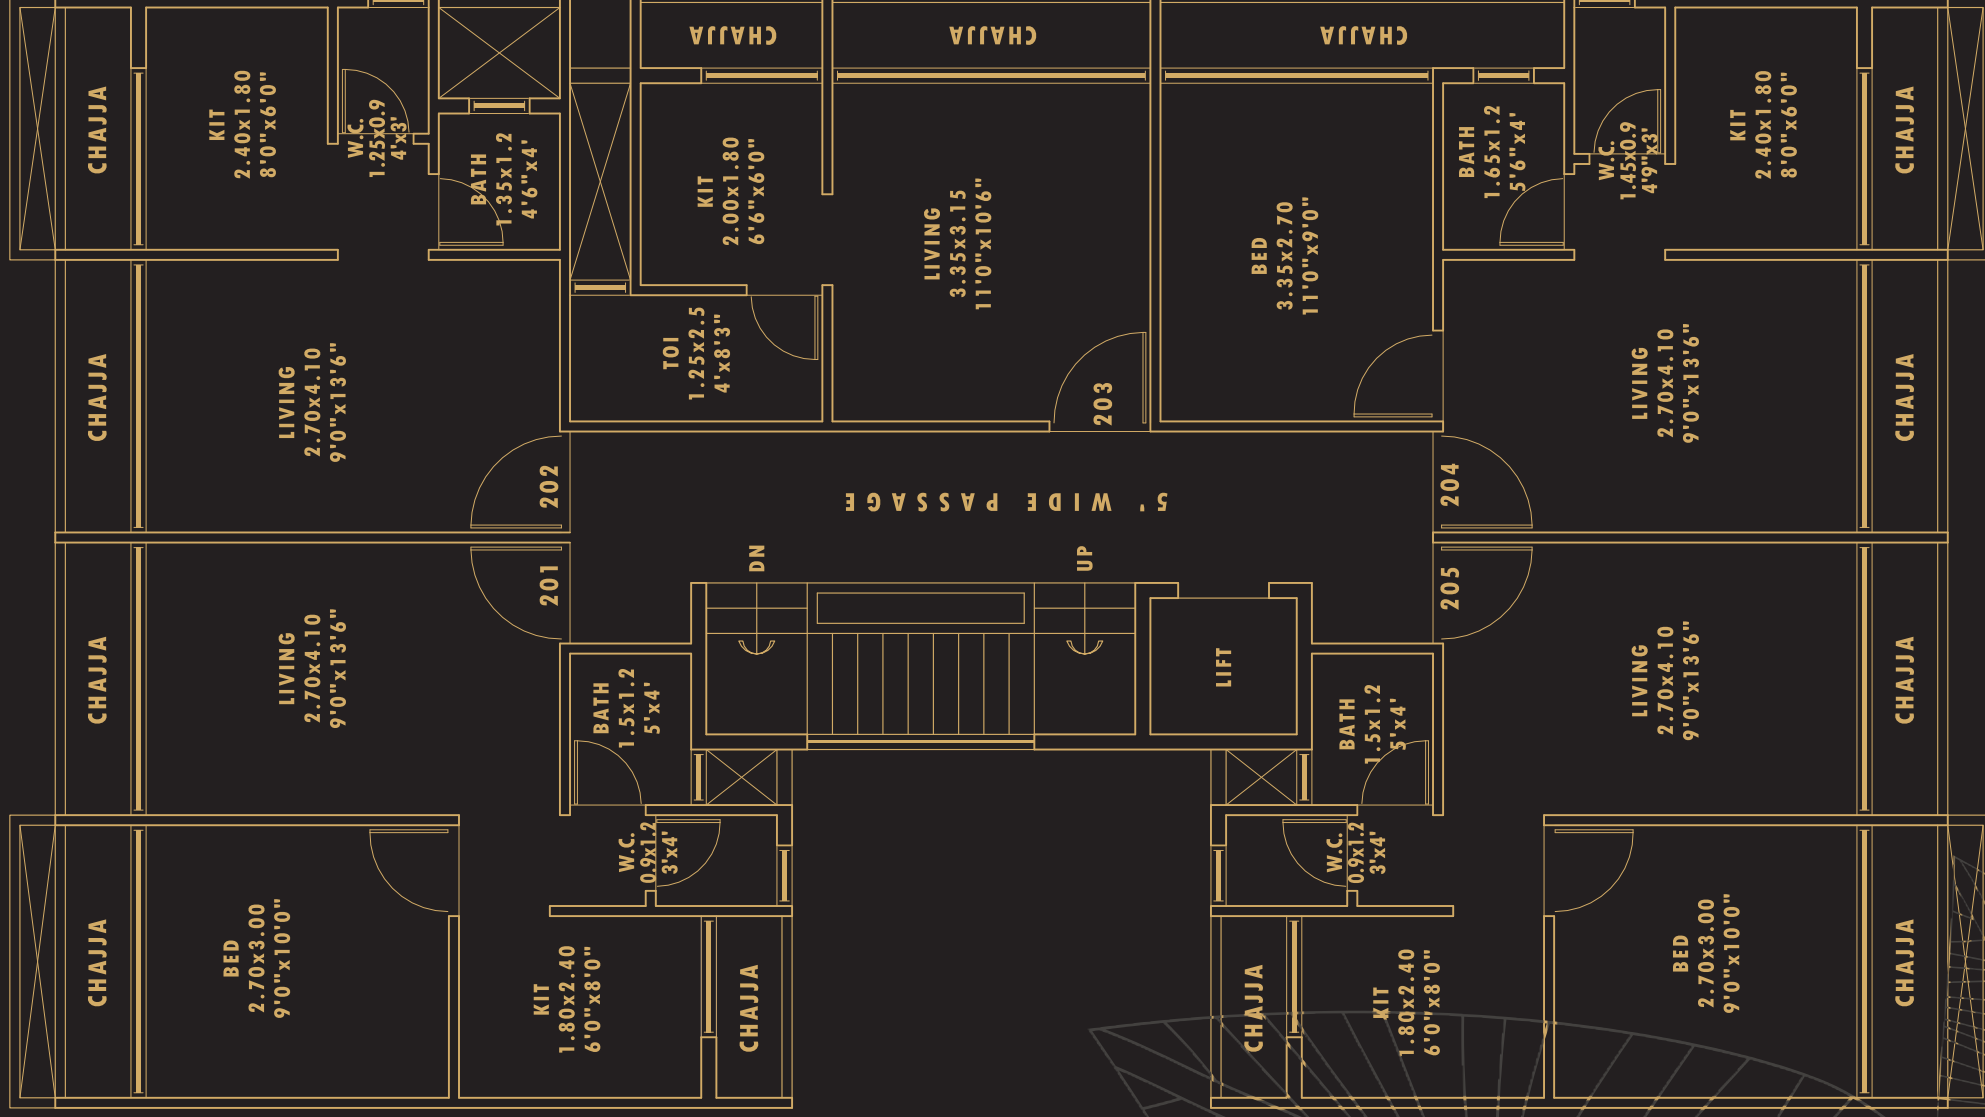 CHAJJA
CHAJJA
CHAJJA
CHAJJA
KIT
2.40x1.80
8'0"x6'0"
W.C.
1.25x0.9
4'x3'
BATH
1.35x1.2
4'6"x4'
KIT
2.00x1.80
6'6"x6'0"
LIVING
3.35x3.15
11'0"x10'6"
BED
3.35x2.70
11'0"x9'0"
BATH
1.65x1.2
5'6"x4'
W.C.
1.45x0.9
4'9"x3'
KIT
2.40x1.80
8'0"x6'0"
CHAJJA
CHAJJA
LIVING
2.70x4.10
9'0"x13'6"
TOI
1.25x2.5
4'x8'3"
203
LIVING
2.70x4.10
9'0"x13'6"
CHAJJA
202
5' WIDE PASSAGE
204
201
DN
UP
205
CHAJJA
LIVING
2.70x4.10
9'0"x13'6"
BATH
1.5x1.2
5'x4'
LIFT
BATH
1.5x1.2
5'x4'
LIVING
2.70x4.10
9'0"x13'6"
CHAJJA
W.C.
0.9x1.2
3'x4'
W.C.
0.9x1.2
3'x4'
CHAJJA
BED
2.70x3.00
9'0"x10'0"
KIT
1.80x2.40
6'0"x8'0"
CHAJJA
CHAJJA
KIT
1.80x2.40
6'0"x8'0"
BED
2.70x3.00
9'0"x10'0"
CHAJJA